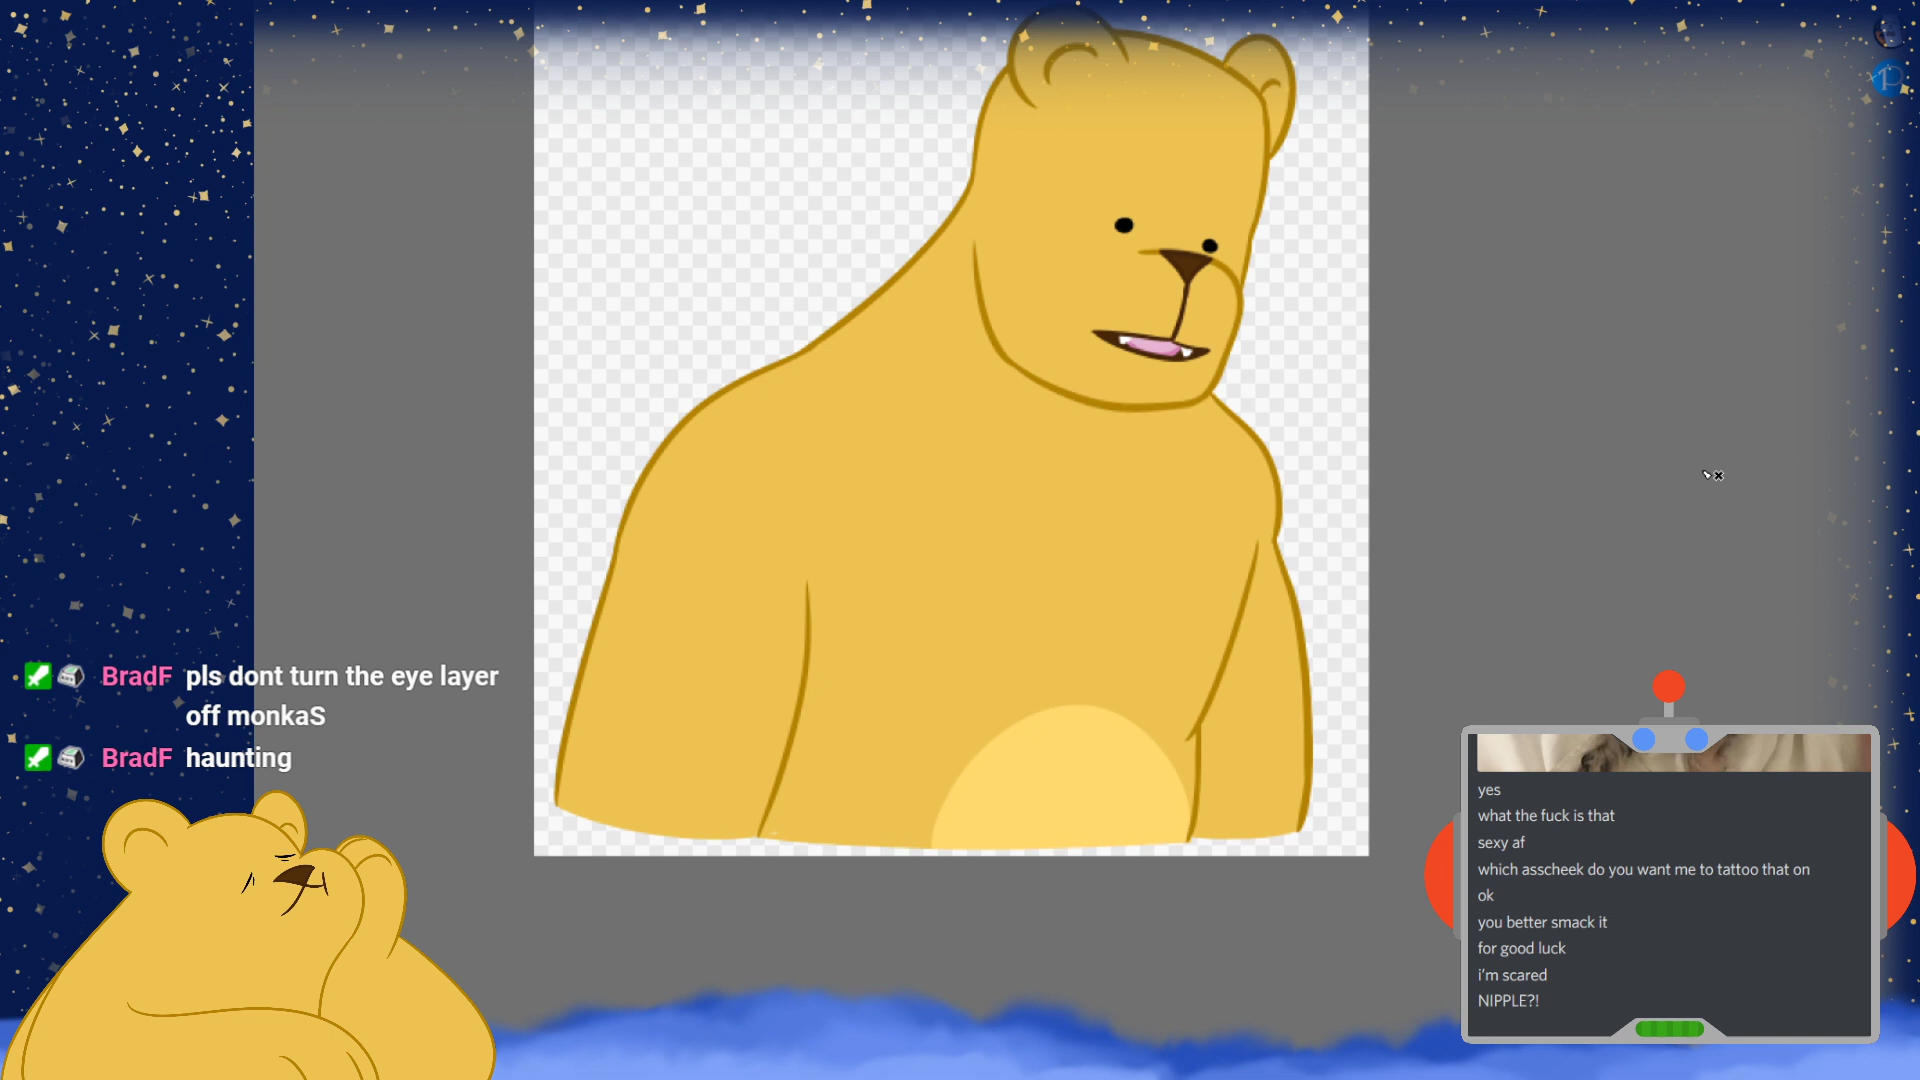 BradF pls dont turn the eye layer
off monkaS
BradF haunting
yes
what the fuck is that
sexy af
which asscheek do you want me to tattoo that on
ok
you better smack it
for good luck
i'm scared
NIPPLE?!